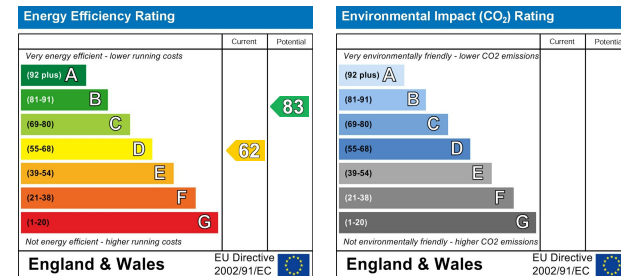 Energy Efficiency Rating
Current Potential
Very energy efficient - lower running costs
(92 plus) A
(81-91) B
83
(69-80) C
(55-68) D
62
(39-54) E
(21-38) F
(1-20) G
Not energy efficient - higher running costs
England & Wales
EU Directive
2002/91/EC
Environmental Impact (CO₂) Rating
Current Potentia
Very environmentally friendly - lower CO2 emissions
(92 plus) A
(81-91) B
(69-80) C
(55-68) D
(39-54) E
(21-38) F
(1-20) G
Not environmentally friendly - higher CO2 emissions
England & Wales
EU Directive
2002/91/EC